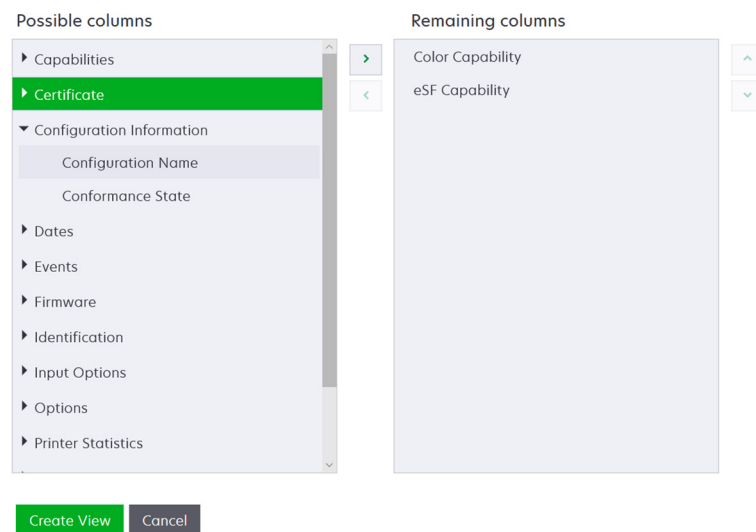 Possible columns
Remaining columns
Capabilities
Certificate
Configuration Information
Configuration Name
Conformance State
Dates
Events
Firmware
Identification
Input Options
Options
Printer Statistics
Color Capability
eSF Capability
Create View
Cancel